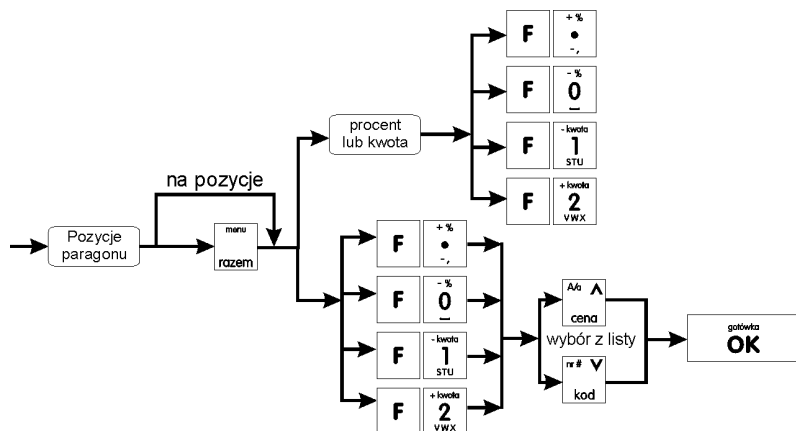 F
+ %
•
- ,
F
- %
0
F
- kwota
1
STU
F
+ kwota
2
VWX
procent
lub kwota
na pozycje
Pozycje
paragonu
menu
razem
F
+ %
•
- ,
F
- %
0
F
- kwota
1
STU
F
+ kwota
2
VWX
A/a
cena
wybór z listy
nr #
kod
gotówka
OK